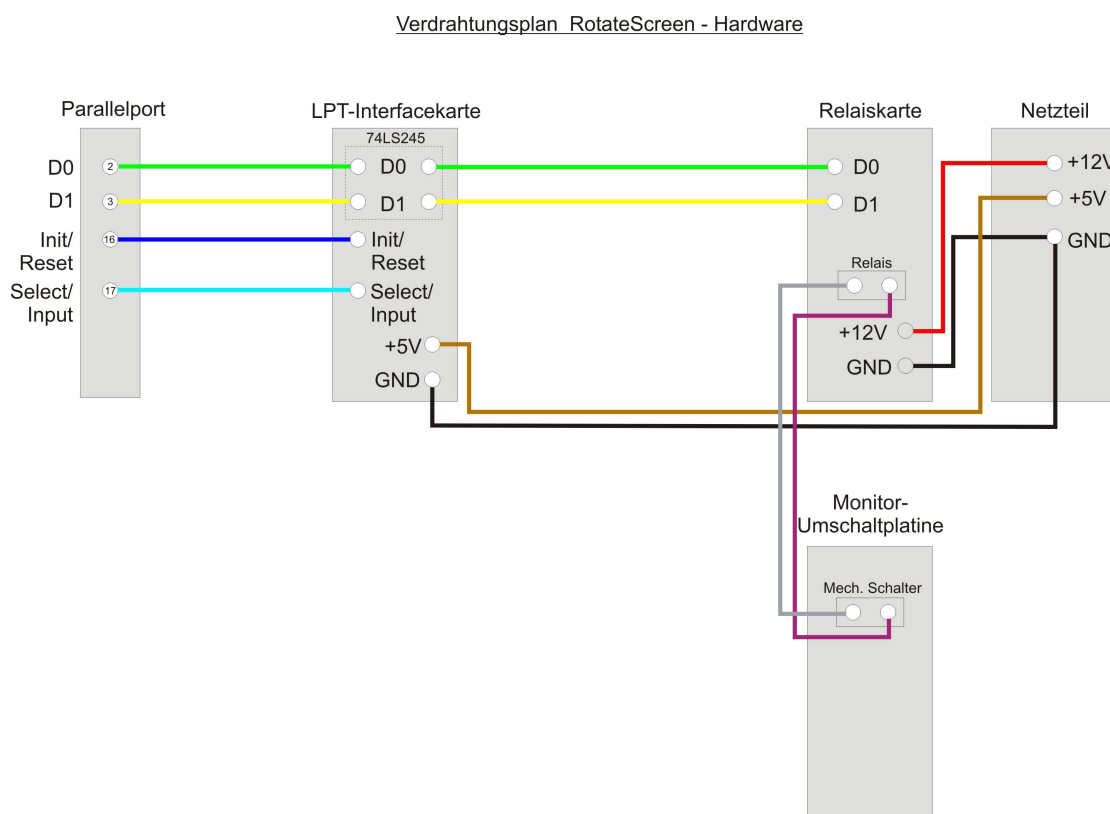 Verdrahtungsplan RotateScreen - Hardware
Parallelport
D0
2
D1
3
Init/
Reset
16
Select/
Input
17
LPT-Interfacekarte
74LS245
D0
D1
Init/
Reset
Select/
Input
+5V
GND
Relaiskarte
D0
D1
Relais
+12V
GND
Netzteil
+12V
+5V
GND
Monitor-
Umschaltplatine
Mech. Schalter